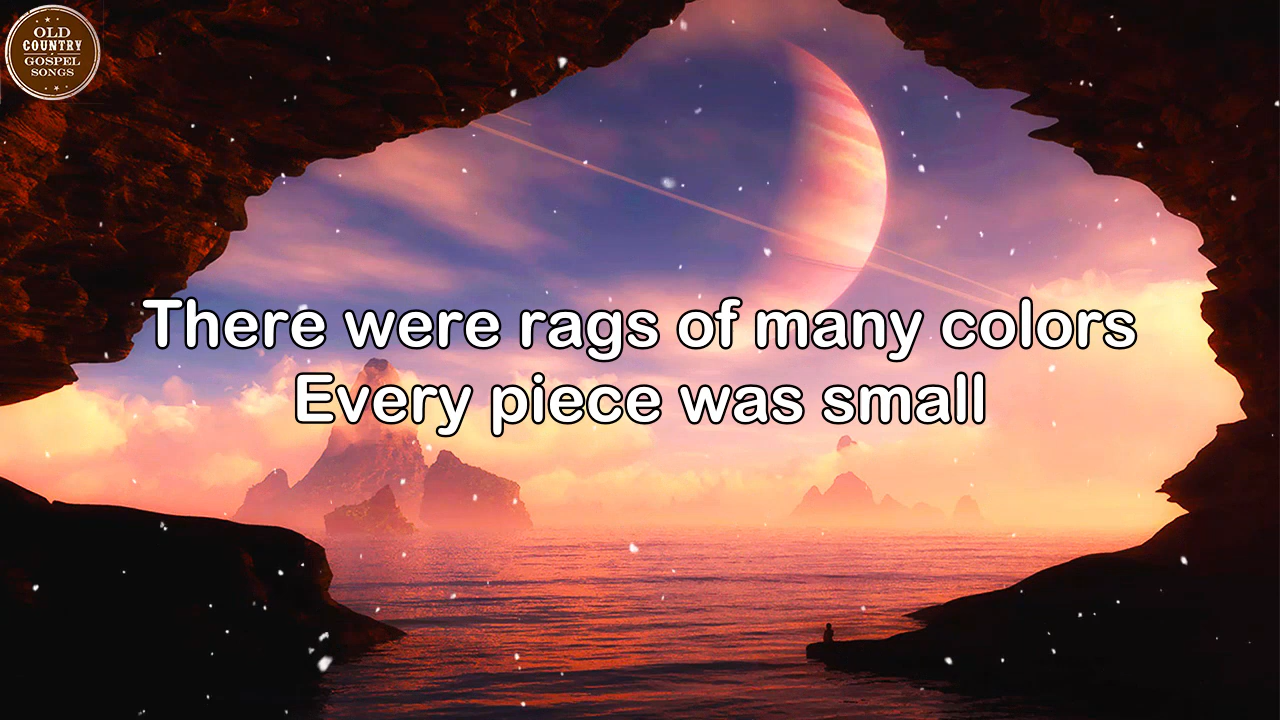 OLD
COUNTRY
GOSPEL
SONGS
There were rags of many colors
Every piece was small